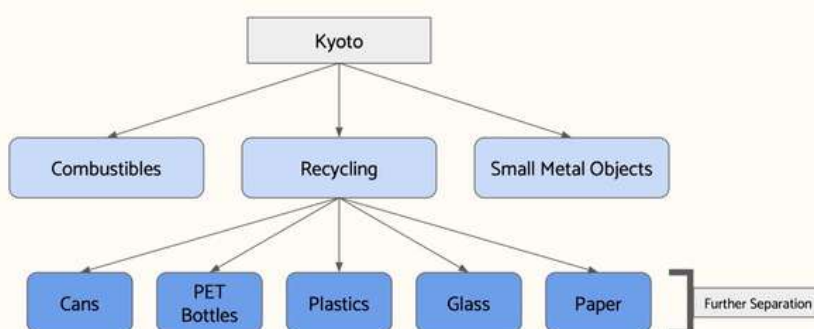 Kyoto
Combustibles
Recycling
Small Metal Objects
Cans
PET
Bottles
Plastics
Glass
Paper
Further Separation